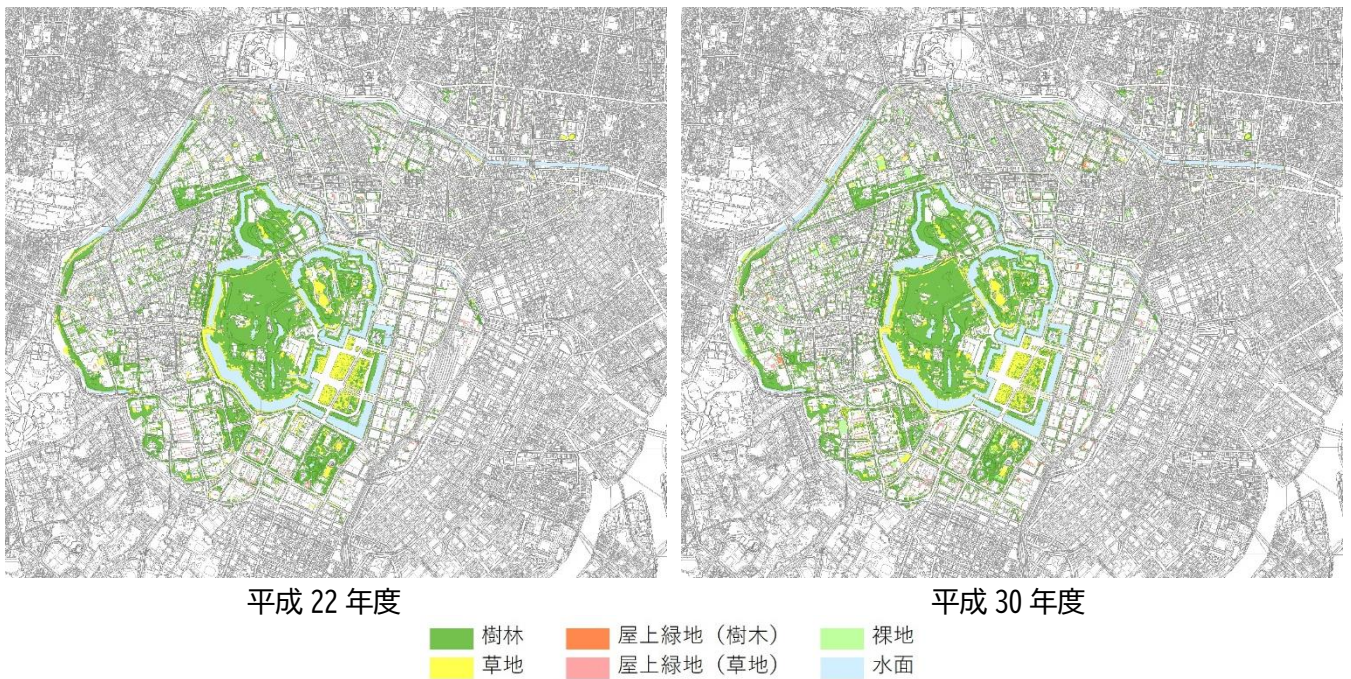 平成 22 年度
平成 30 年度
樹林
屋上緑地（樹木）
裸地
草地
屋上緑地（草地）
水面